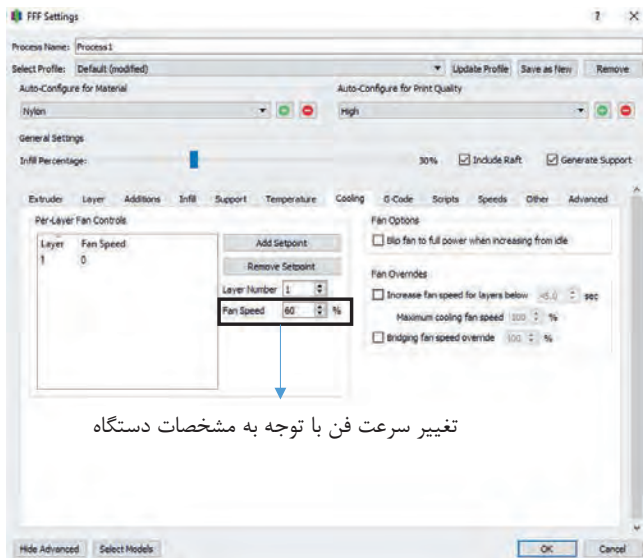 FFF Settings
? X
Process Name: Process1
Select Profile: Default (modified) Update Profile Save as New Remove
Auto-Configure for Material Auto-Configure for Print Quality
Nylon High
General Settings
Infill Percentage: 30% Include Raft Generate Support
Extruder Layer Additions Infill Support Temperature Cooling G-Code Scripts Speeds Other Advanced
Per-Layer Fan Controls Fan Options
Layer Fan Speed Add Setpoint Blip fan to full power when increasing from idle
1 0 Remove Setpoint Fan Overrides
Layer Number 1 Increase fan speed for layers below sec
Fan Speed 60 % Maximum cooling fan speed 100 %
Bridging fan speed override 100 %
تغییر سرعت فن با توجه به مشخصات دستگاه
Hide Advanced Select Models OK Cancel